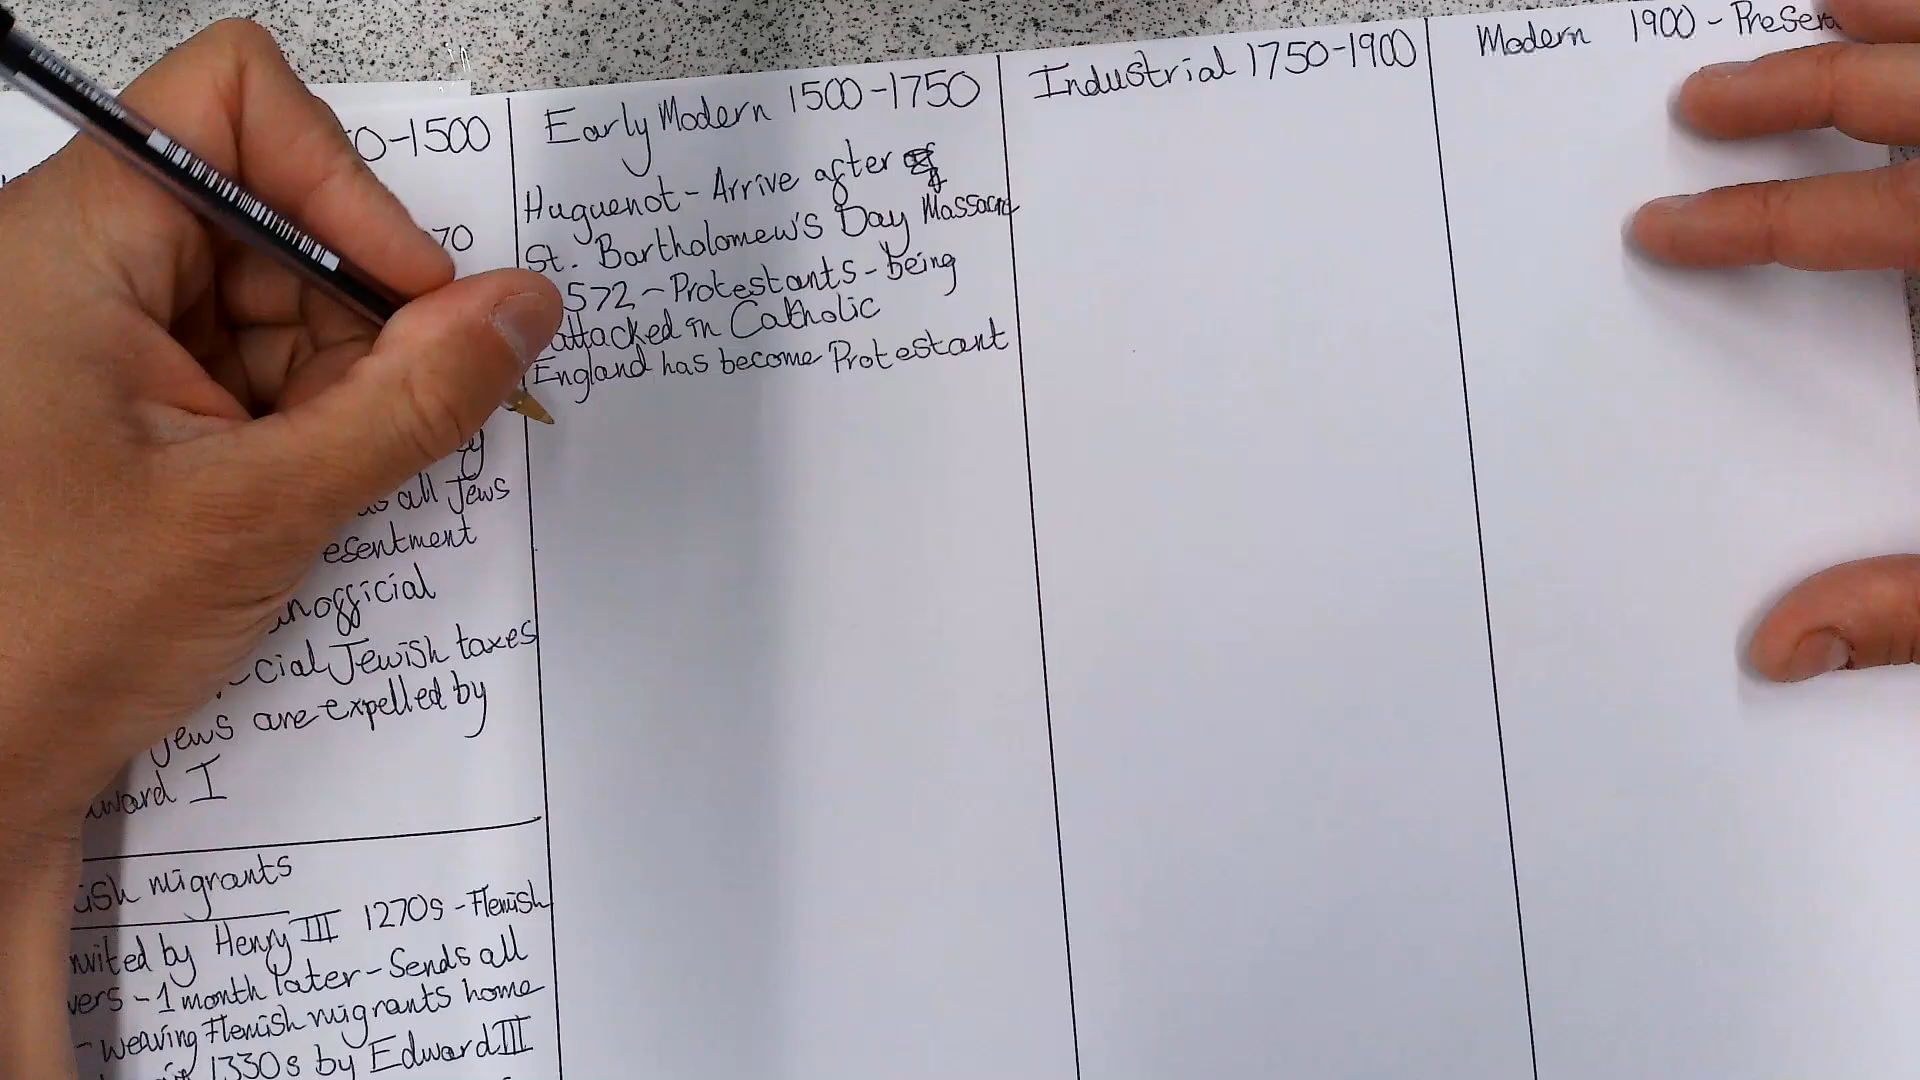 0-1500
70
all Jews
esentment
inofficial
cial Jewish taxes
Jews are expelled by
ward I
ish migrants
nvited by Henry III 1270s - Flemish
vers - 1 month later - Sends all
- weaving Flemish migrants home
1330s by Edward III
Early Modern 1500-1750
Huguenot - Arrive after
St. Bartholomew's Day Massacre
572 - Protestants - being
attacked in Catholic
England has become Protestant
Industrial 1750-1900
Modern 1900 - Presen